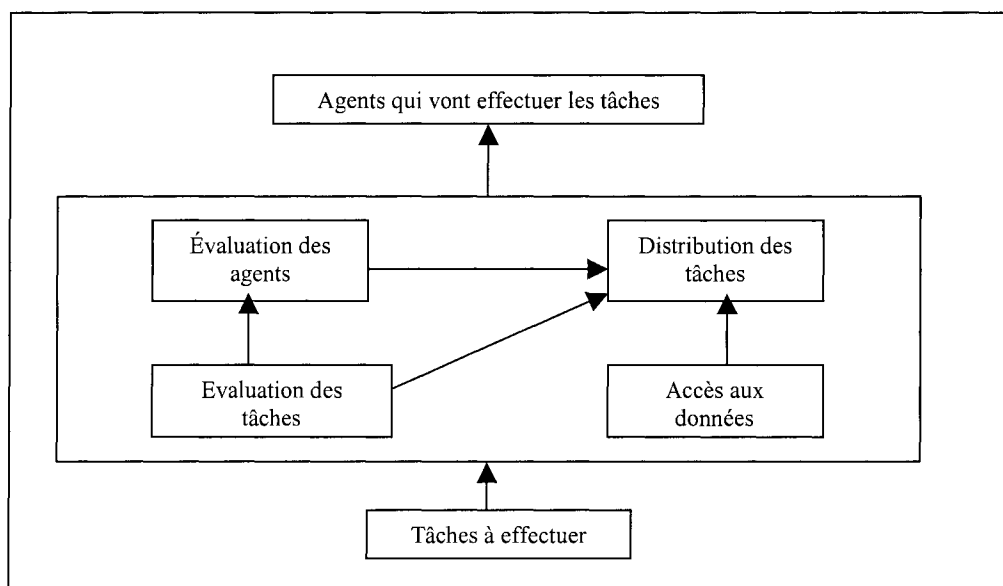 Agents qui vont effectuer les tâches
Évaluation des
agents
Distribution des
tâches
Evaluation des
tâches
Accès aux
données
Tâches à effectuer